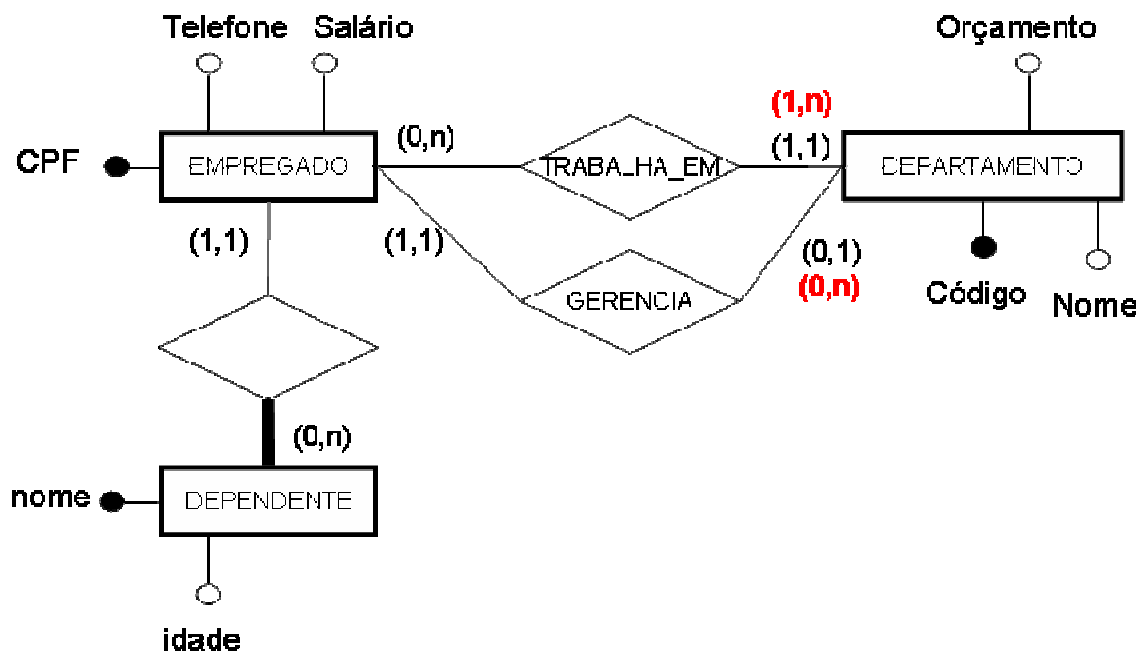 Telefone Salário Orçamento
(1,n)
(0,n) (1,1)
CPF EMPREGADO TRABA_HA_EM DEPARTAMENTO
(1,1) (1,1) (0,1)
GERENCIA (0,n) Código Nome
(0,n)
nome DEPENDENTE
idade